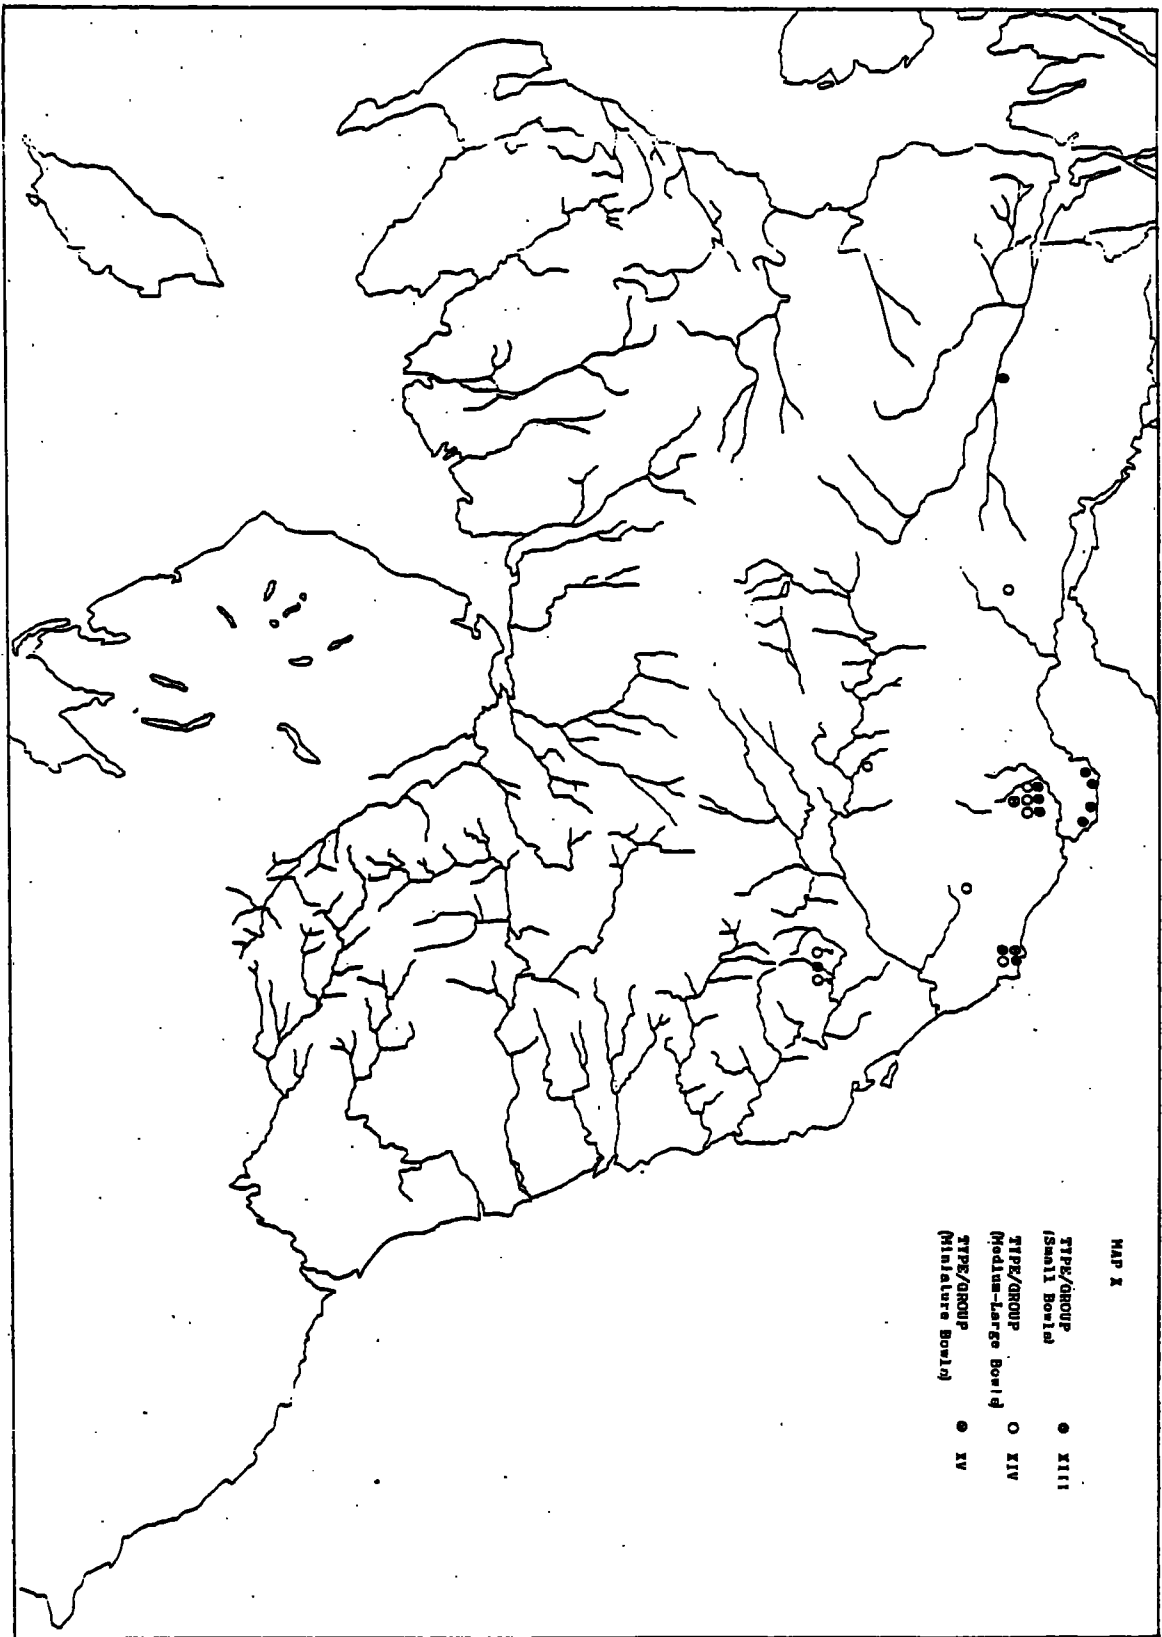 MAP X
TYPE/GROUP XIII
(Small Bowls)
TYPE/GROUP XIV
(Medium-Large Bowls)
TYPE/GROUP XV
(Miniature Bowls)